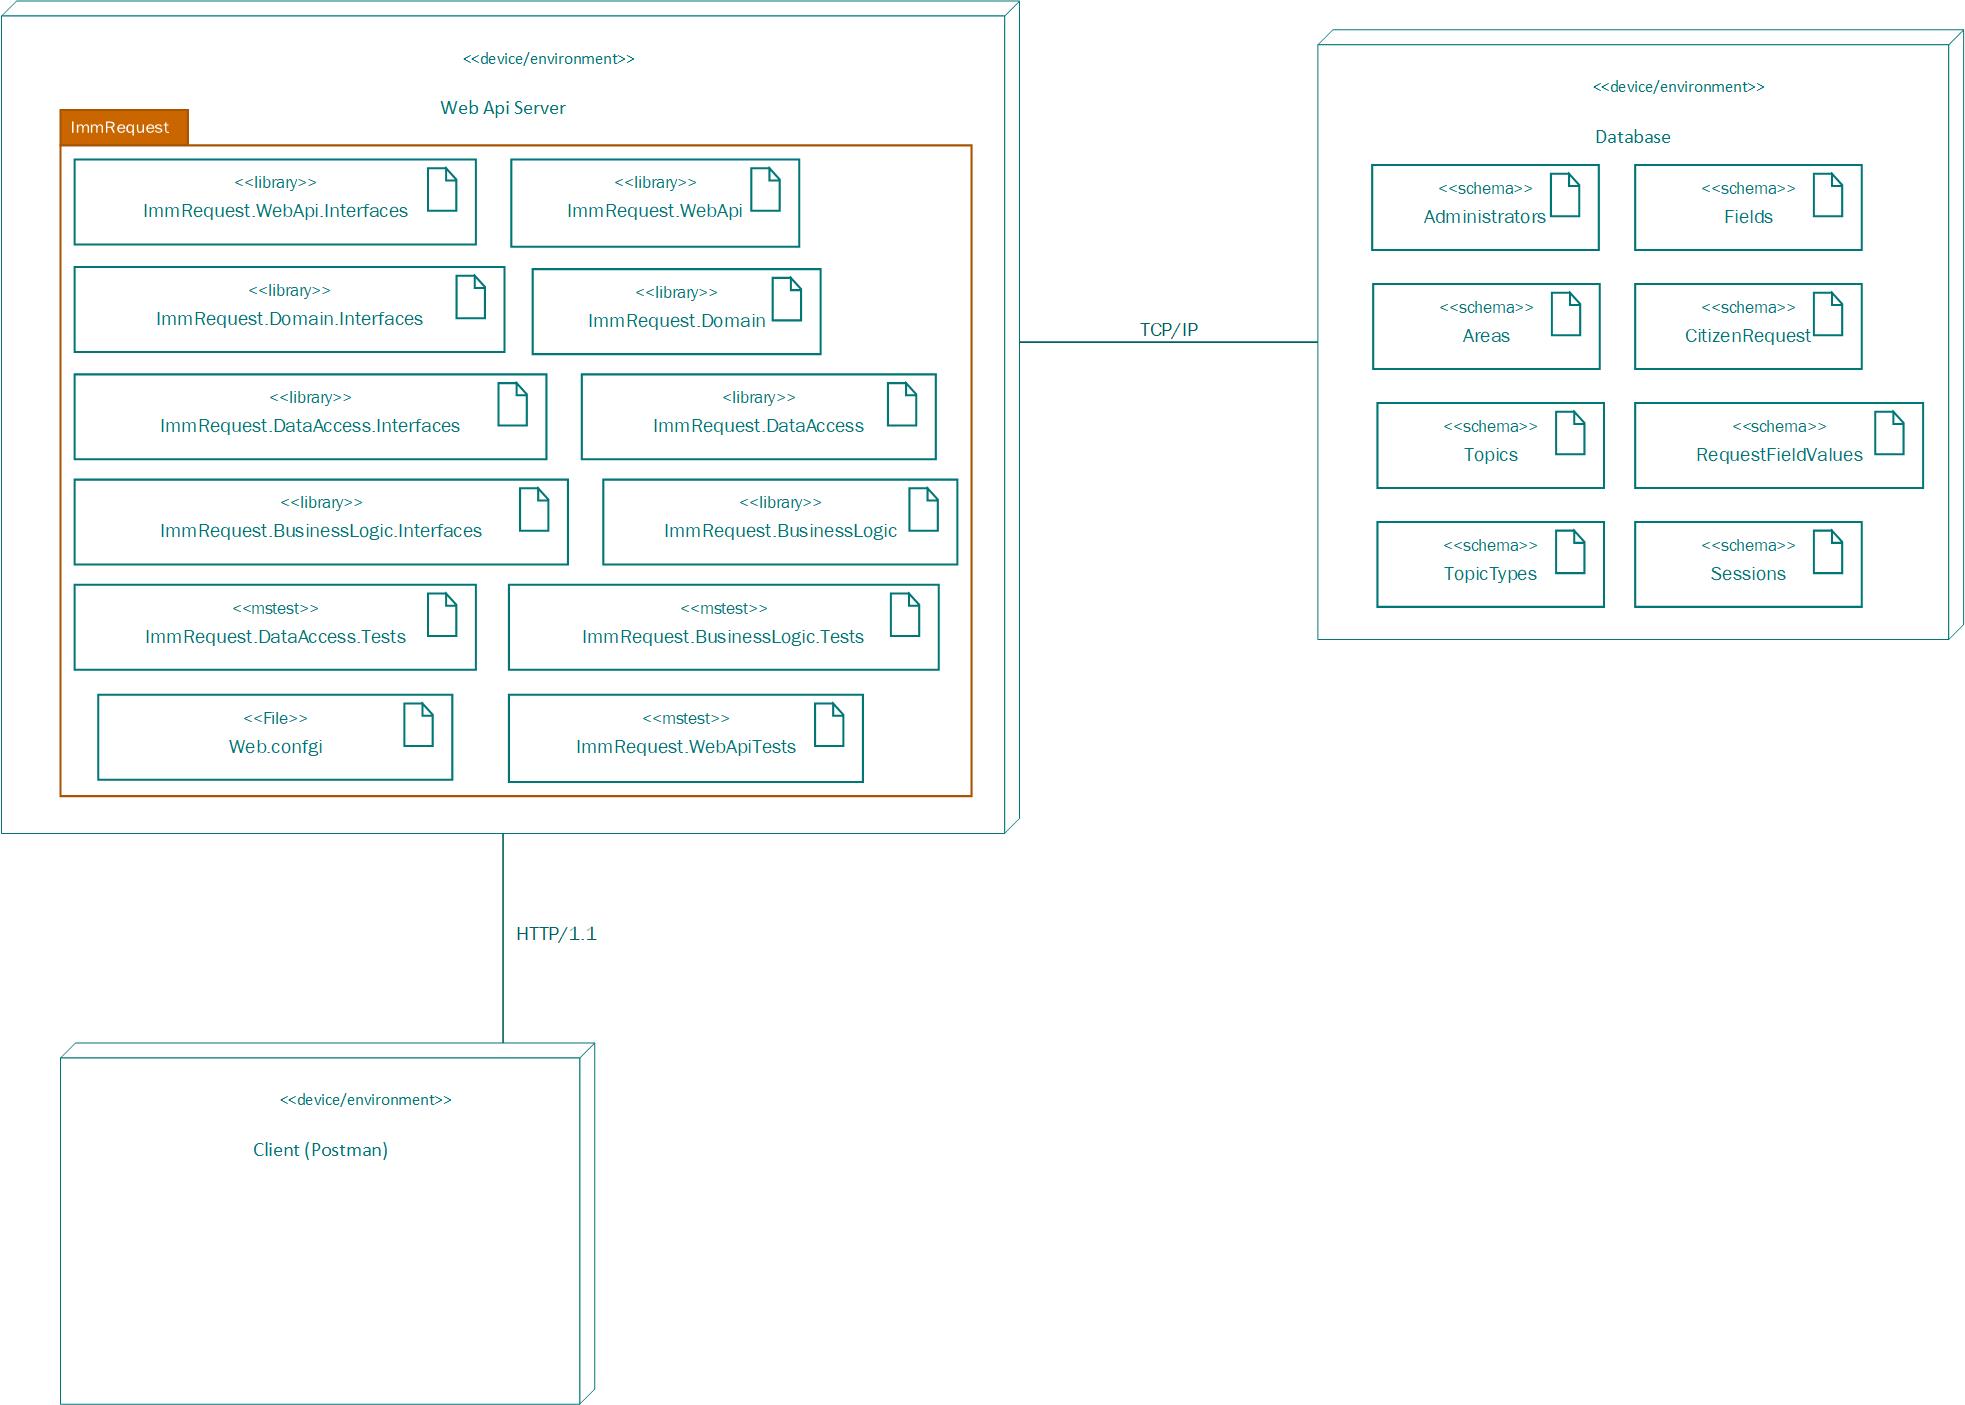 <<device/environment>>
Web Api Server
ImmRequest
<<library>>
ImmRequest.WebApi.Interfaces
<<library>>
ImmRequest.WebApi
<<library>>
ImmRequest.Domain.Interfaces
<<library>>
ImmRequest.Domain
<<library>>
ImmRequest.DataAccess.Interfaces
<library>>
ImmRequest.DataAccess
<<library>>
ImmRequest.BusinessLogic.Interfaces
<<library>>
ImmRequest.BusinessLogic
<<mstest>>
ImmRequest.DataAccess.Tests
<<mstest>>
ImmRequest.BusinessLogic.Tests
<<File>>
Web.confgi
<<mstest>>
ImmRequest.WebApiTests
TCP/IP
<<device/environment>>
Database
<<schema>>
Administrators
<<schema>>
Fields
<<schema>>
Areas
<<schema>>
CitizenRequest
<<schema>>
Topics
<<schema>>
RequestFieldValues
<<schema>>
TopicTypes
<<schema>>
Sessions
HTTP/1.1
<<device/environment>>
Client (Postman)